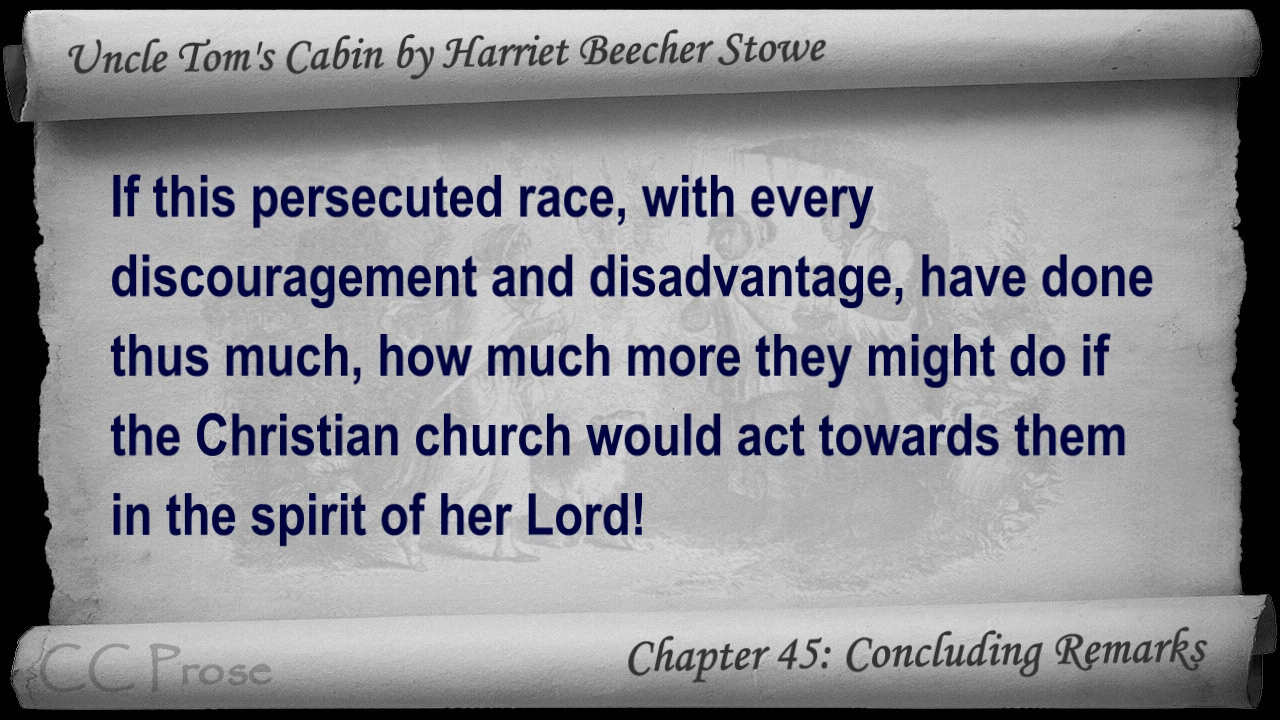 Uncle Tom's Cabin by Harriet Beecher Stowe
If this persecuted race, with every
discouragement and disadvantage, have done
thus much, how much more they might do if
the Christian church would act towards them
in the spirit of her Lord!
CC Prose
Chapter 45: Concluding Remarks